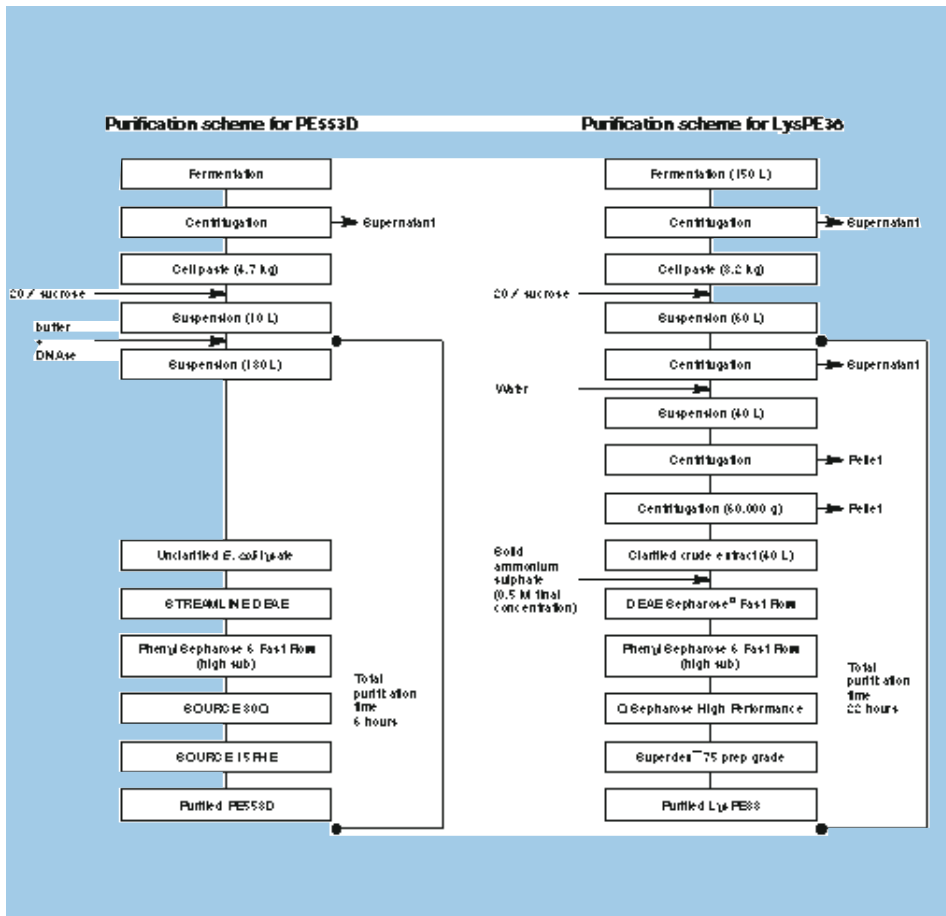 Purification scheme for PE553D
Fermentation
Centrifugation
Supernatant
Cell paste (4.7 kg)
sucrose
Suspension (10 L)
buffer
+
DNAse
Suspension (180 L)
Unclarified E. coli lysate
STREAMLINE DEAE
Phenyl Sepharose 6 Fast Flow
(high sub)
SOURCE 30Q
SOURCE 15PHE
Purified PE553D
Total
purification
time
6 hours
Purification scheme for LysPE38
Fermentation (150 L)
Centrifugation
Supernatant
Cell paste (3.2 kg)
sucrose
Suspension (60 L)
Centrifugation
Supernatant
Water
Suspension (40 L)
Centrifugation
Pellet
Centrifugation (60.000 g)
Pellet
Clarified crude extract (40 L)
Solid
ammonium
sulphate
(0.5 M final
concentration)
DEAE Sepharose Fast Flow
Phenyl Sepharose 6 Fast Flow
(high sub)
Q Sepharose High Performance
Superdex 75 prep grade
Purified LysPE38
Total
purification
time
22 hours